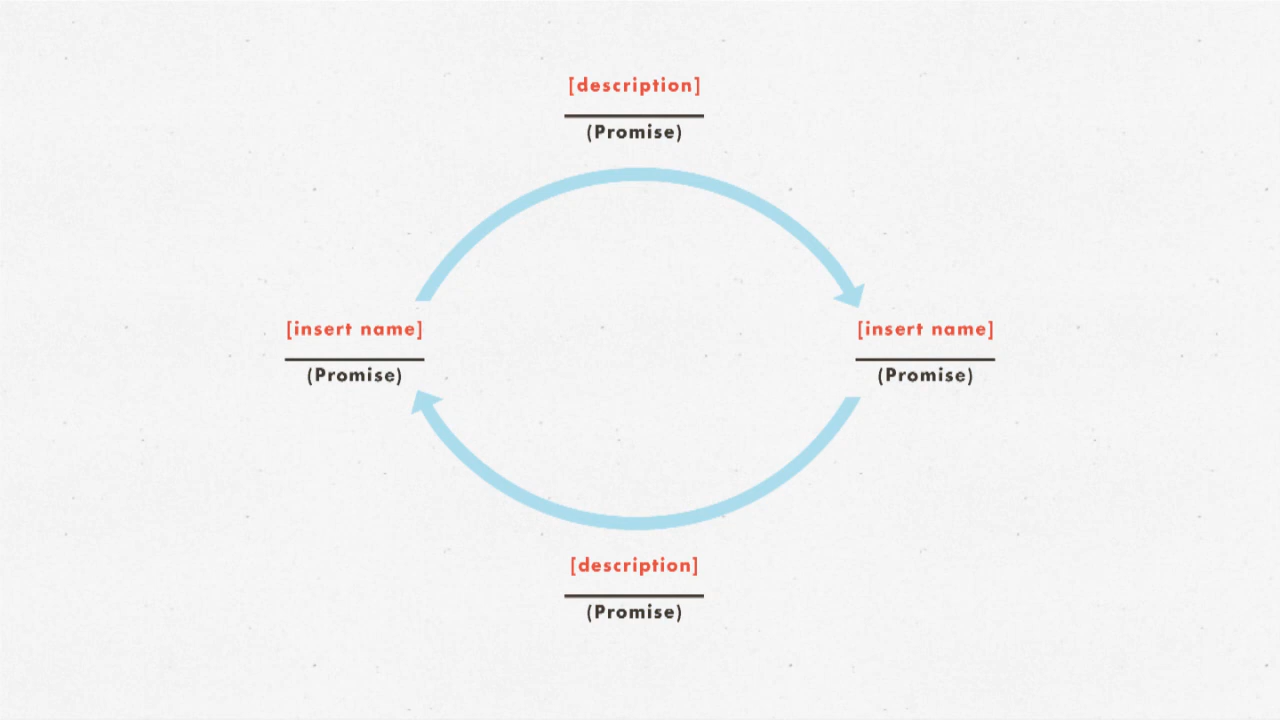 [description]
(Promise)
[insert name]
(Promise)
[insert name]
(Promise)
[description]
(Promise)